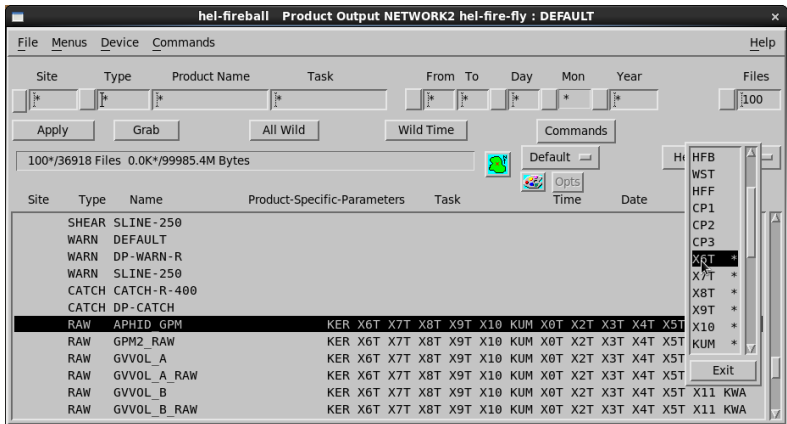 hel-fireball Product Output NETWORK2 hel-fire-fly : DEFAULT ×
File Menus Device Commands Help
Site Type Product Name Task From To Day Mon Year Files
* * * * * * * * * 100
Apply Grab All Wild Wild Time Commands
100*/36918 Files 0.0K*/99985.4M Bytes Default He
Opts
Site Type Name Product-Specific-Parameters Task Time Date
SHEAR SLINE-250
WARN DEFAULT
WARN DP-WARN-R
WARN SLINE-250
CATCH CATCH-R-400
CATCH DP-CATCH
RAW APHID_GPM KER X6T X7T X8T X9T X10 KUM X0T X2T X3T X4T X5T
RAW GPM2_RAW KER X6T X7T X8T X9T X10 KUM X0T X2T X3T X4T X5T
RAW GVVOL_A KER X6T X7T X8T X9T X10 KUM X0T X2T X3T X4T X5T
RAW GVVOL_A_RAW KER X6T X7T X8T X9T X10 KUM X0T X2T X3T X4T X5T
RAW GVVOL_B KER X6T X7T X8T X9T X10 KUM X0T X2T X3T X4T X5T X11 KWA
RAW GVVOL_B_RAW KER X6T X7T X8T X9T X10 KUM X0T X2T X3T X4T X5T X11 KWA
HFB
WST
HFF
CP1
CP2
CP3
X6T *
X7T *
X8T *
X9T *
X10 *
KUM *
Exit